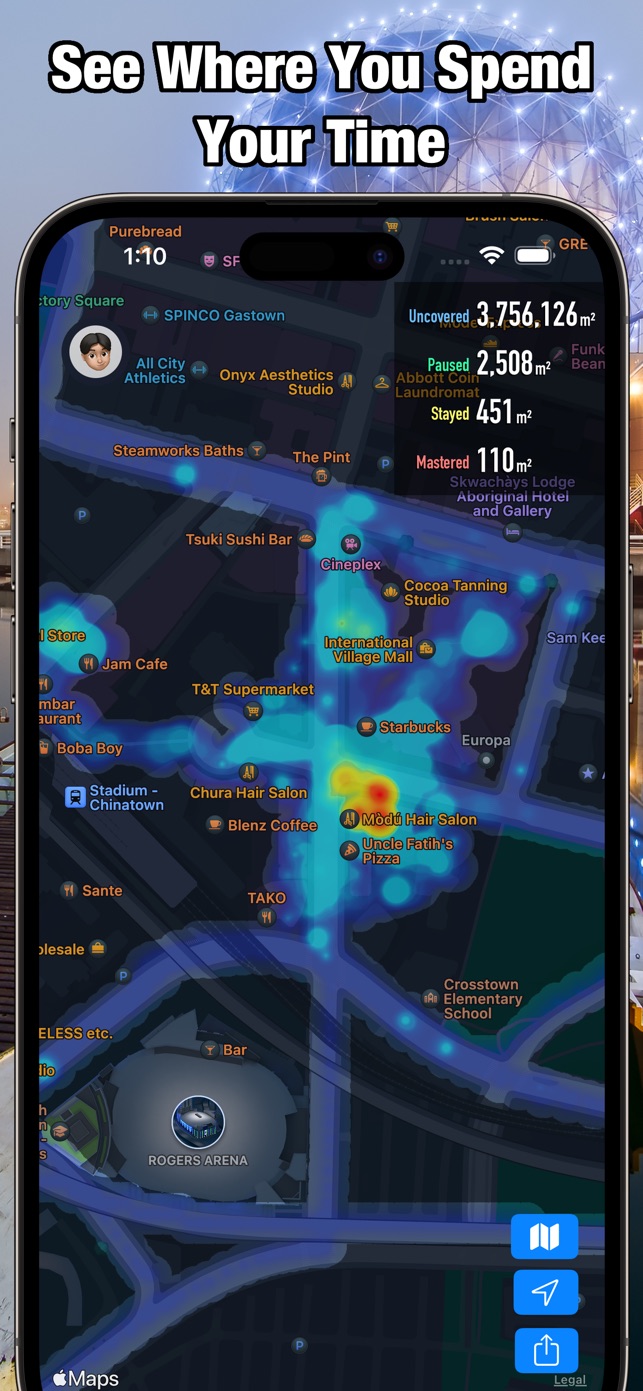 See Where You Spend
Your Time
Purebread
1:10
SF
GRE
ctory Square
SPINCO Gastown
Uncovered 3,756,126 m²
All City
Athletics
Onyx Aesthetics
Studio
Paused 2,508 m²
Funk
Bean
Abbott Coin
Laundromat
Stayed 451 m²
Steamworks Baths
The Pint
P
Mastered 110 m²
Skwachàys Lodge
Aboriginal Hotel
and Gallery
P
Tsuki Sushi Bar
Cineplex
Cocoa Tanning
Studio
l Store
International
Village Mall
Sam Kee
Jam Cafe
T&T Supermarket
mbar
aurant
Starbucks
Boba Boy
Europa
Stadium -
Chinatown
Chura Hair Salon
Mòdú Hair Salon
Blenz Coffee
Uncle Fatih's
Pizza
Sante
TAKO
olesale
P
Crosstown
Elementary
School
ELESS etc.
Bar
dio
h
n
-
s
ROGERS ARENA
P
Maps
Legal